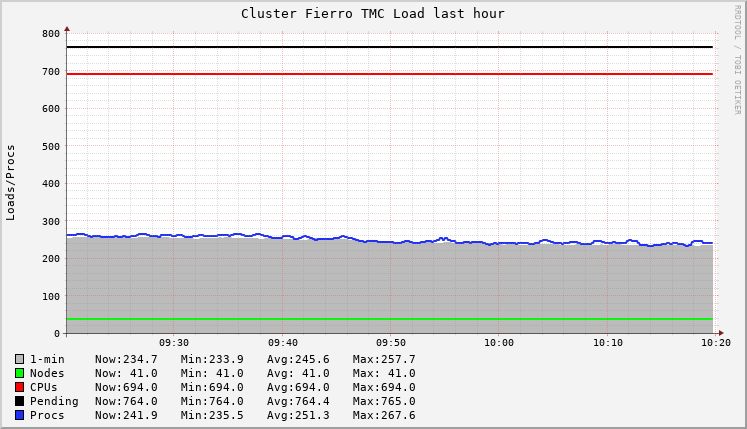 Cluster Fierro TMC Load last hour
RRDTOOL / TOBI OETIKER
Loads/Procs
800
700
600
500
400
300
200
100
0
09:30 09:40 09:50 10:00 10:10 10:20
1-min Now:234.7 Min:233.9 Avg:245.6 Max:257.7
Nodes Now: 41.0 Min: 41.0 Avg: 41.0 Max: 41.0
CPUs Now:694.0 Min:694.0 Avg:694.0 Max:694.0
Pending Now:764.0 Min:764.0 Avg:764.4 Max:765.0
Procs Now:241.9 Min:235.5 Avg:251.3 Max:267.6